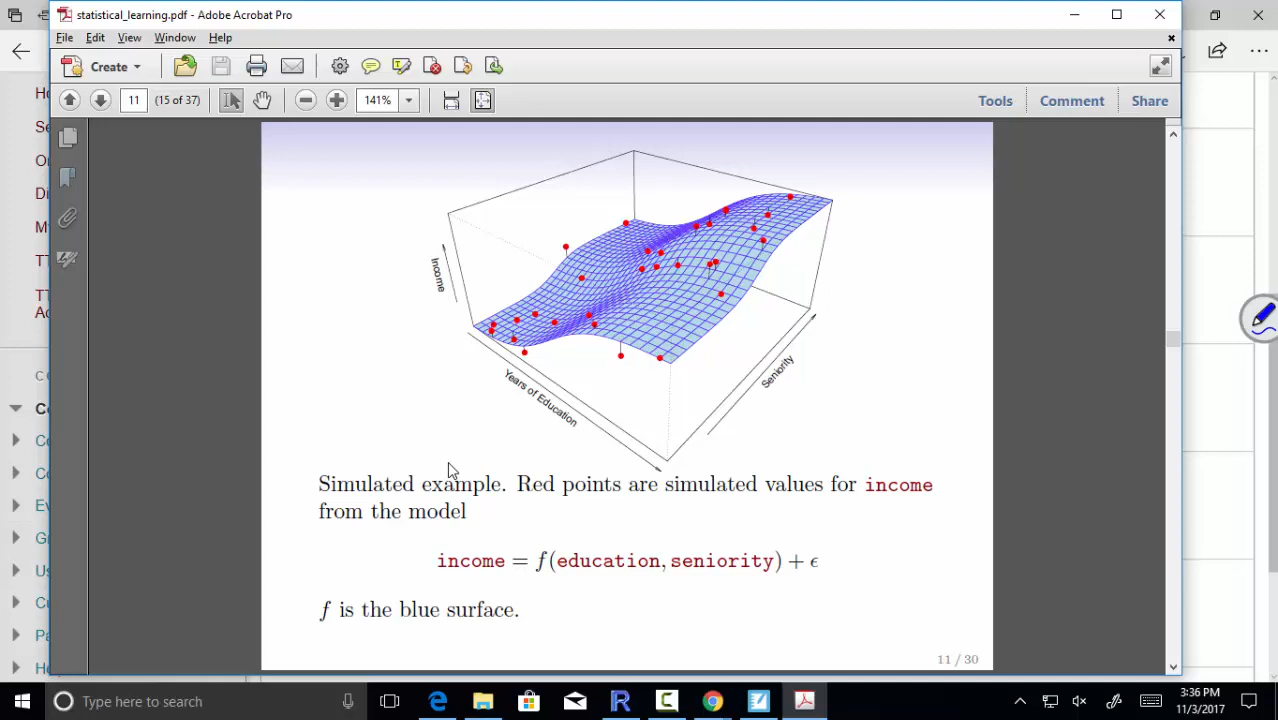 statistical_learning.pdf - Adobe Acrobat Pro
File Edit View Window Help
Create
11 (15 of 37) 141% Tools Comment Share
Income
Years of Education
Seniority
Simulated example. Red points are simulated values for income
from the model
income = f(education, seniority) + ϵ
f is the blue surface.
11 / 30
Type here to search
3:36 PM
11/3/2017